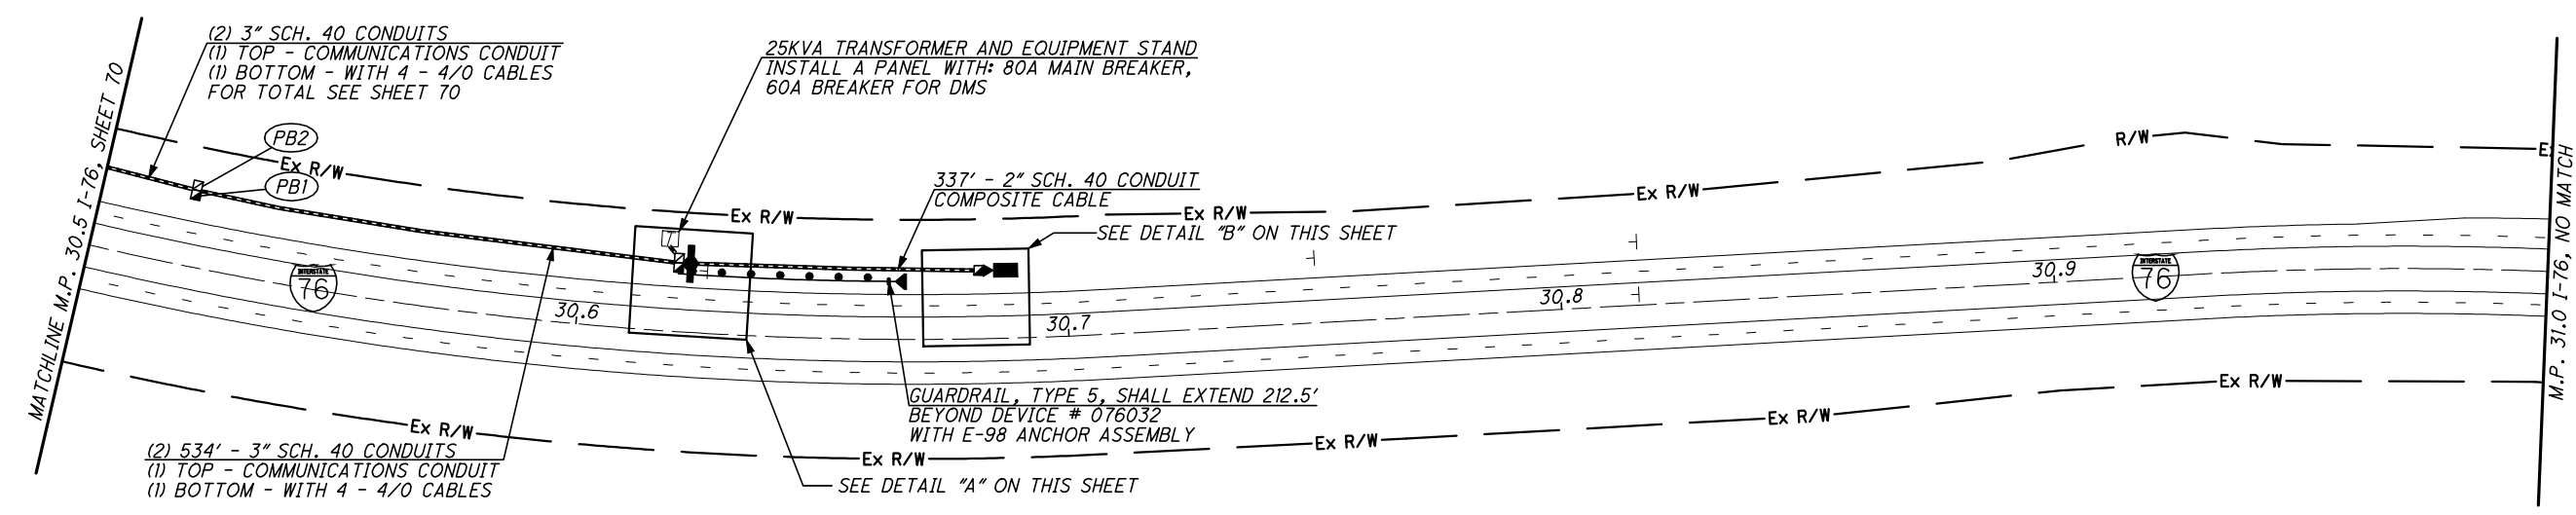 (2) 3" SCH. 40 CONDUITS
(1) TOP - COMMUNICATIONS CONDUIT
(1) BOTTOM - WITH 4 - 4/0 CABLES
FOR TOTAL SEE SHEET 70
25KVA TRANSFORMER AND EQUIPMENT STAND
INSTALL A PANEL WITH: 80A MAIN BREAKER,
60A BREAKER FOR DMS
MATCHLINE M.P. 30.5 I-76, SHEET 70
PB2
PB1
Ex R/W
Ex R/W
337' - 2" SCH. 40 CONDUIT
COMPOSITE CABLE
Ex R/W
SEE DETAIL "B" ON THIS SHEET
Ex R/W
R/W
Ex
M.P. 31.0 I-76, NO MATCH
INTERSTATE
76
30.6
30.7
30.8
30.9
INTERSTATE
76
GUARDRAIL, TYPE 5, SHALL EXTEND 212.5'
BEYOND DEVICE # 076032
WITH E-98 ANCHOR ASSEMBLY
Ex R/W
Ex R/W
Ex R/W
Ex R/W
Ex R/W
(2) 534' - 3" SCH. 40 CONDUITS
(1) TOP - COMMUNICATIONS CONDUIT
(1) BOTTOM - WITH 4 - 4/0 CABLES
SEE DETAIL "A" ON THIS SHEET